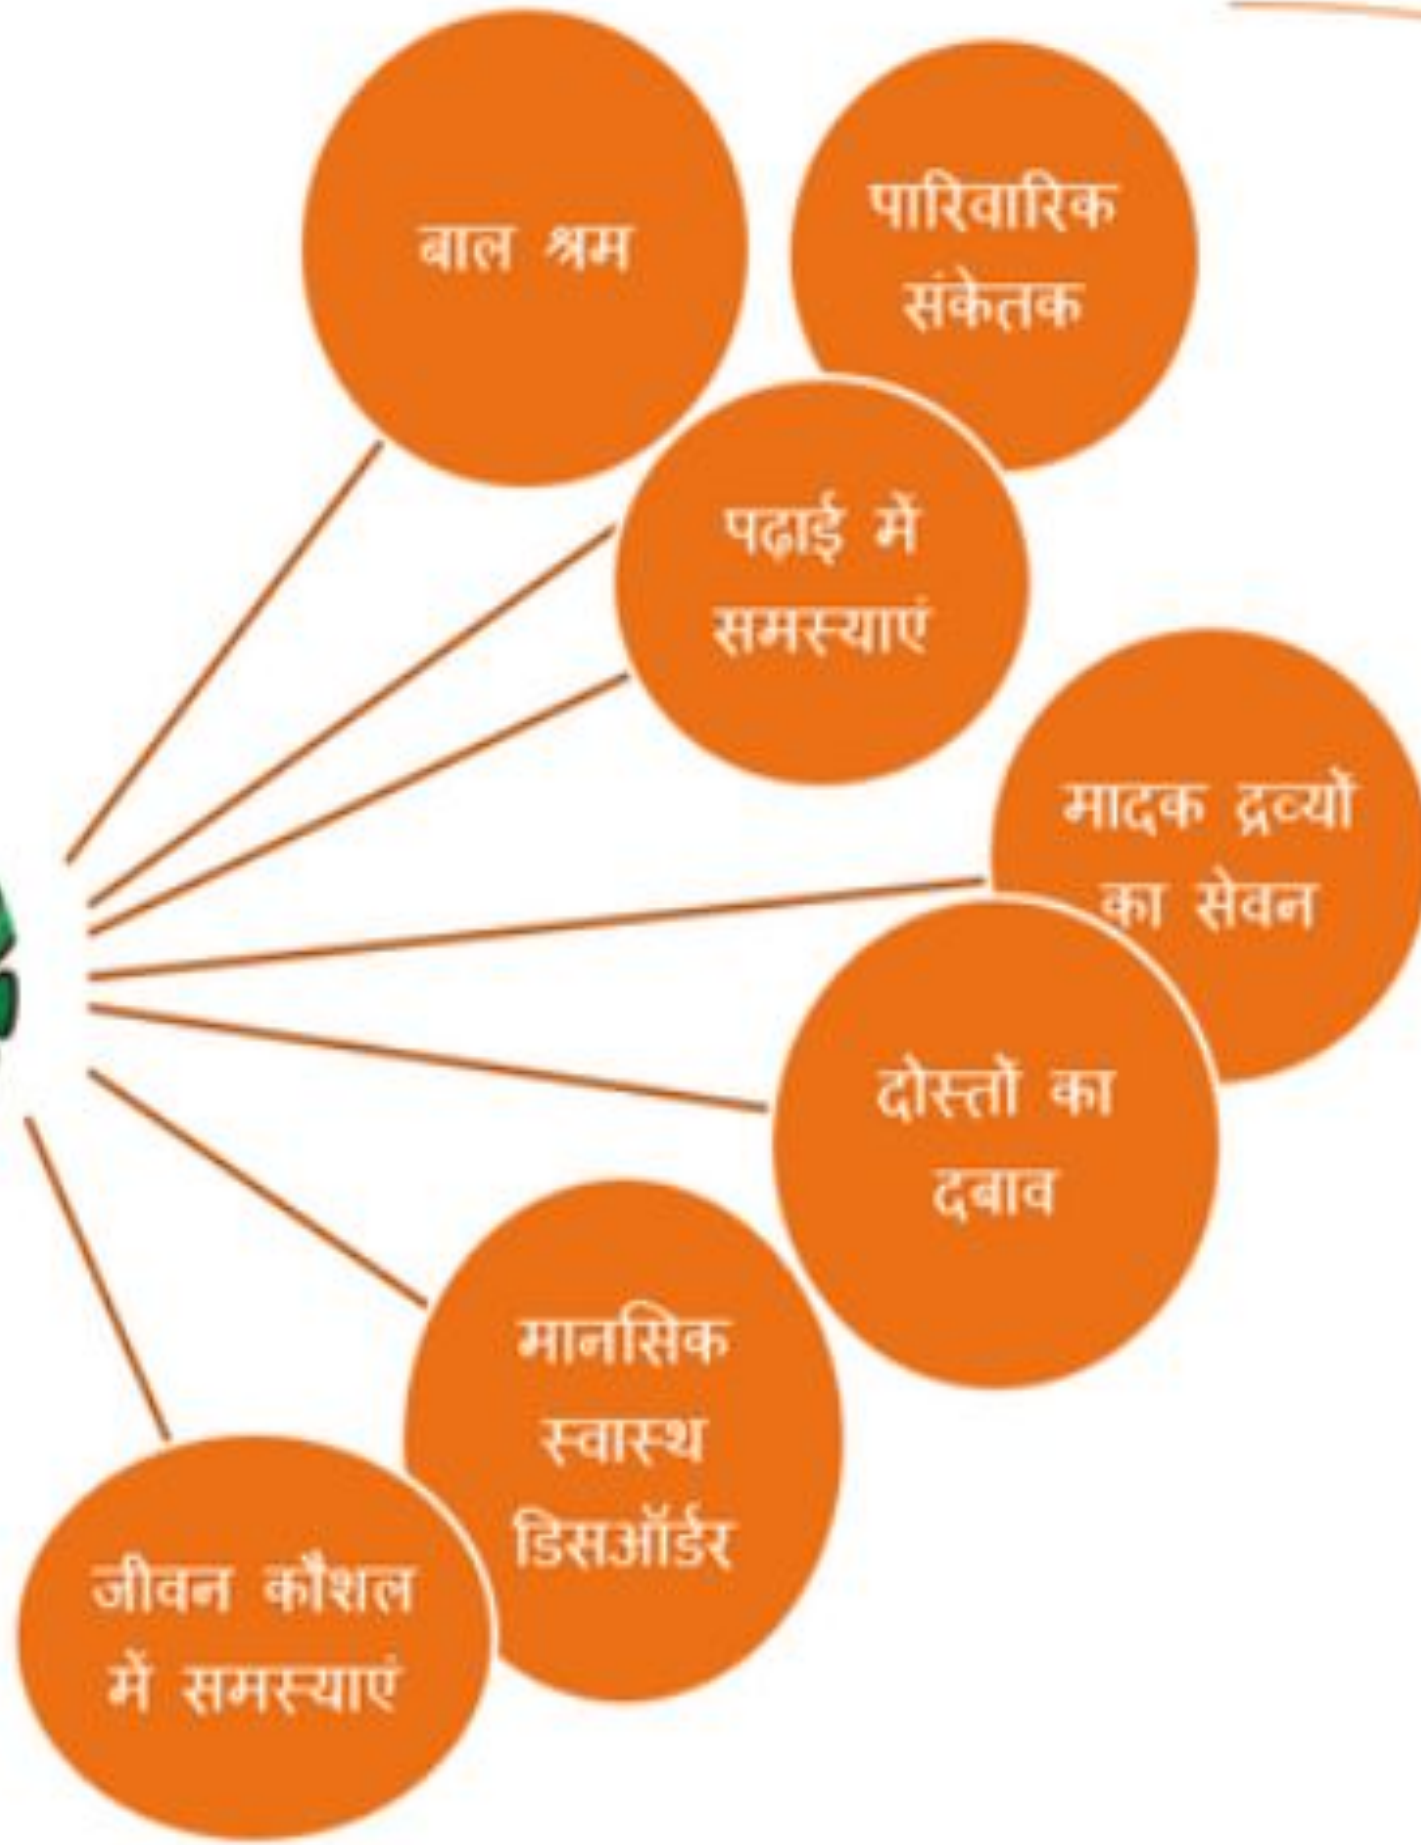 बाल श्रम
पारिवारिक
संकेतक
पढ़ाई में
समस्याएं
मादक द्रव्यों
का सेवन
दोस्तों का
दबाव
मानसिक
स्वास्थ
डिसऑर्डर
जीवन कौशल
में समस्याएं